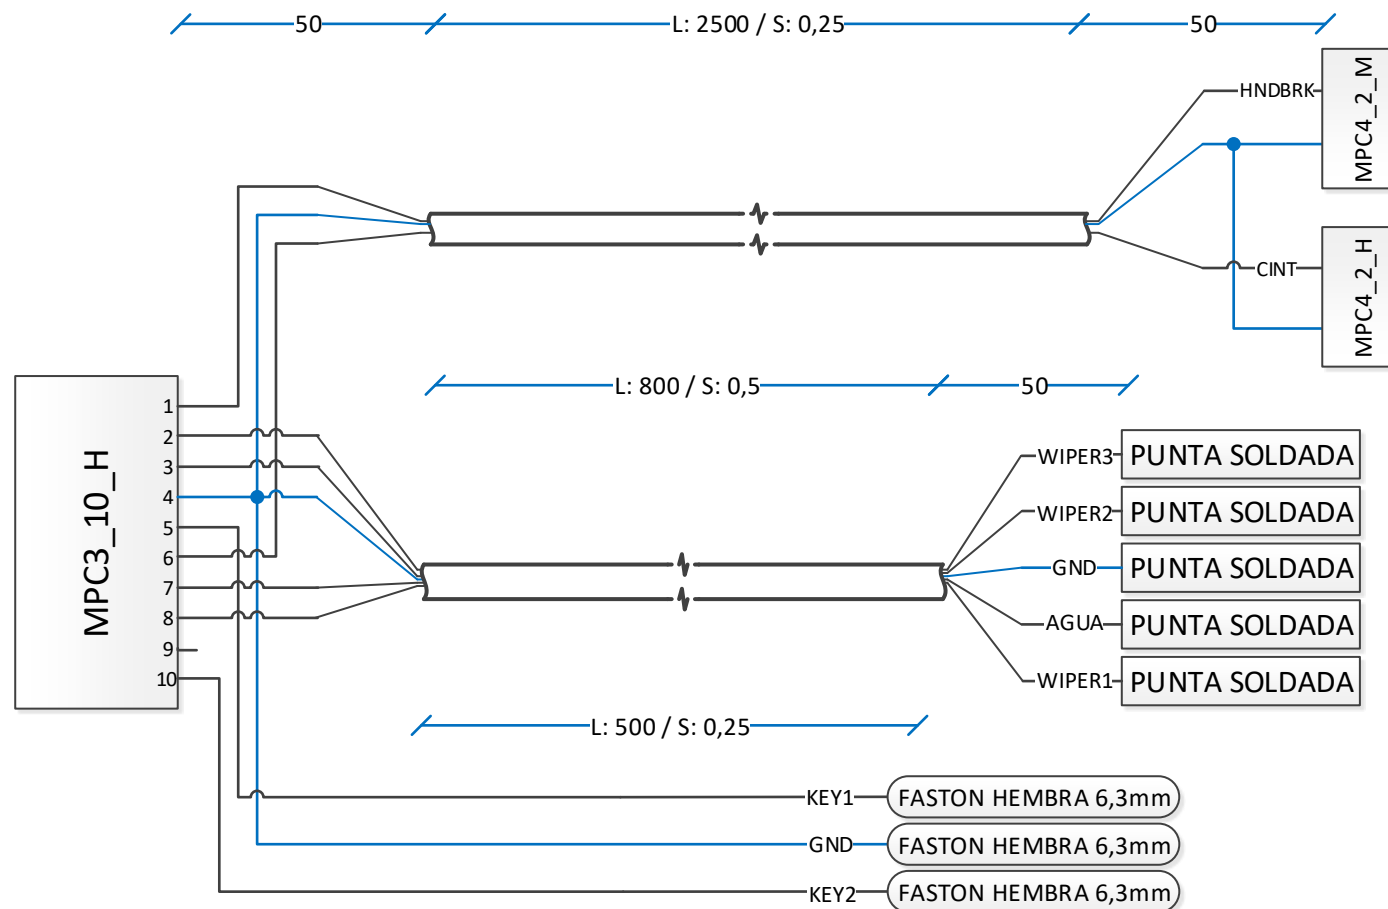 50
L: 2500 / S: 0,25
50
HNDBRK
MPC4_2_M
CINT
MPC4_2_H
L: 800 / S: 0,5
50
MPC3_10_H
1
2
3
4
5
6
7
8
9
10
WIPER3
PUNTA SOLDADA
WIPER2
PUNTA SOLDADA
GND
PUNTA SOLDADA
AGUA
PUNTA SOLDADA
WIPER1
PUNTA SOLDADA
L: 500 / S: 0,25
KEY1
FASTON HEMBRA 6,3mm
GND
FASTON HEMBRA 6,3mm
KEY2
FASTON HEMBRA 6,3mm